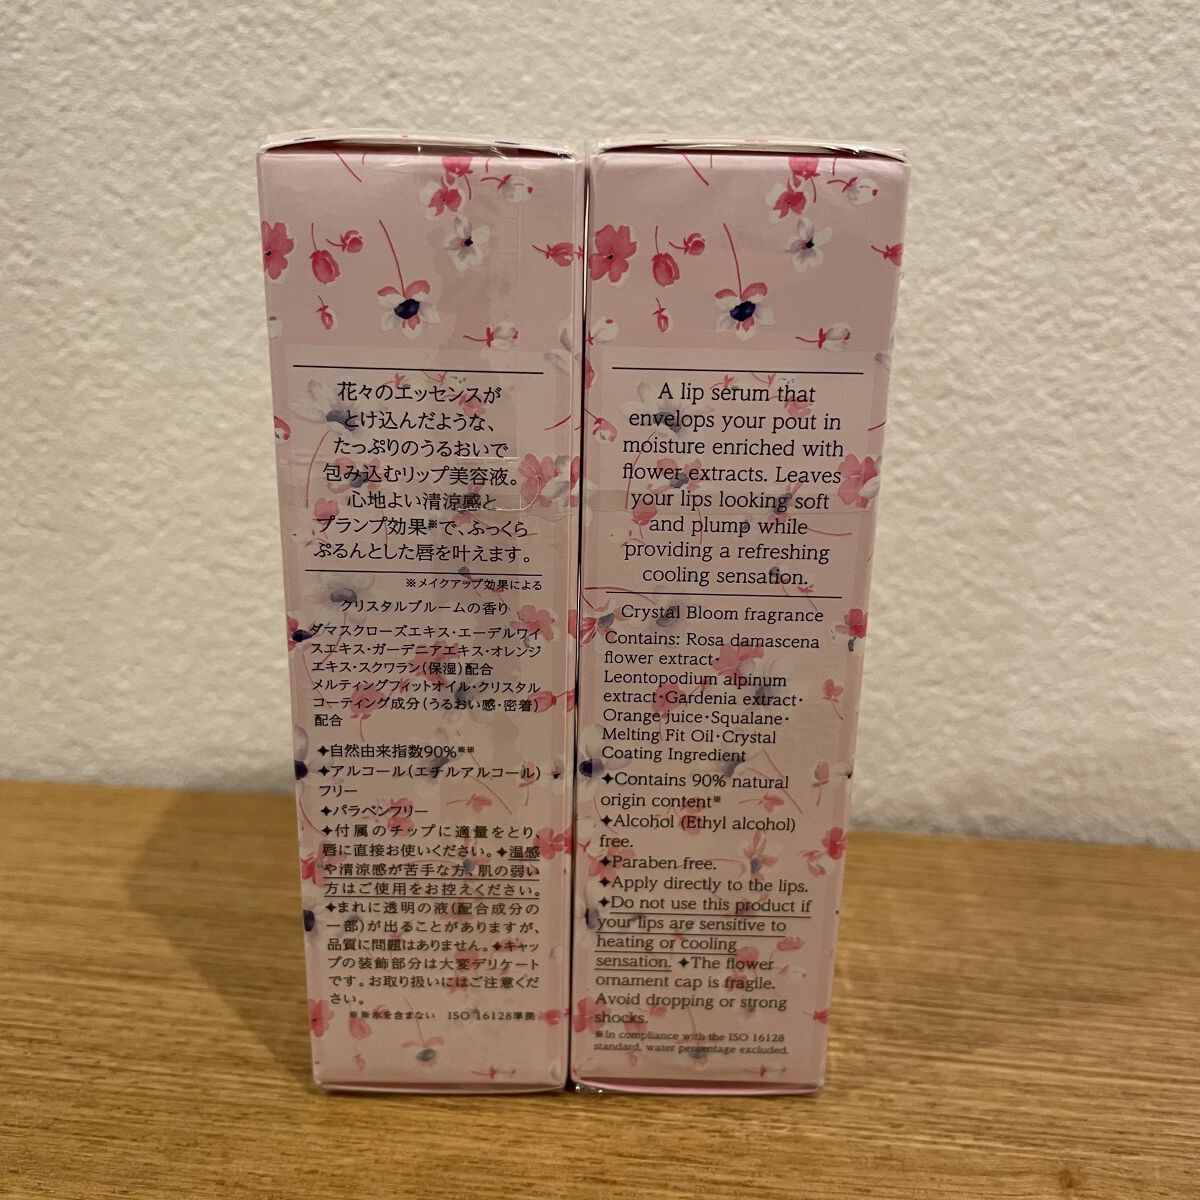 花々のエッセンスが
とけ込んだような、
たっぷりのうるおいで
包み込むリップ美容液。
心地よい清涼感と
プランプ効果※で、ふっくら
ぷるんとした唇を叶えます。
※メイクアップ効果による
クリスタルブルームの香り
ダマスクローズエキス・エーデルワイ
スエキス・ガーデニアエキス・オレンジ
エキス・スクワラン(保湿)配合
メルティングフィットオイル・クリスタル
コーティング成分(うるおい感・密着)
配合
✦自然由来指数90%※※
✦アルコール(エチルアルコール)
フリー
✦パラベンフリー
✦付属のチップに適量をとり、
唇に直接お使いください。✦温感
や清涼感が苦手な方、肌の弱い
方はご使用をお控えください。
✦まれに透明の液(配合成分の
一部)が出ることがありますが、
品質に問題はありません。✦キャッ
プの装飾部分は大変デリケート
です。お取り扱いにはご注意くだ
さい。
※※水を含まない ISO 16128準拠
A lip serum that
envelops your pout in
moisture enriched with
flower extracts. Leaves
your lips looking soft
and plump while
providing a refreshing
cooling sensation.
Crystal Bloom fragrance
Contains: Rosa damascena
flower extract・
Leontopodium alpinum
extract・Gardenia extract・
Orange juice・Squalane・
Melting Fit Oil・Crystal
Coating Ingredient
✦Contains 90% natural
origin content※
✦Alcohol (Ethyl alcohol)
free.
✦Paraben free.
✦Apply directly to the lips.
✦Do not use this product if
your lips are sensitive to
heating or cooling
sensation. ✦The flower
ornament cap is fragile.
Avoid dropping or strong
shocks.
※In compliance with the ISO 16128
standard, water percentage excluded.